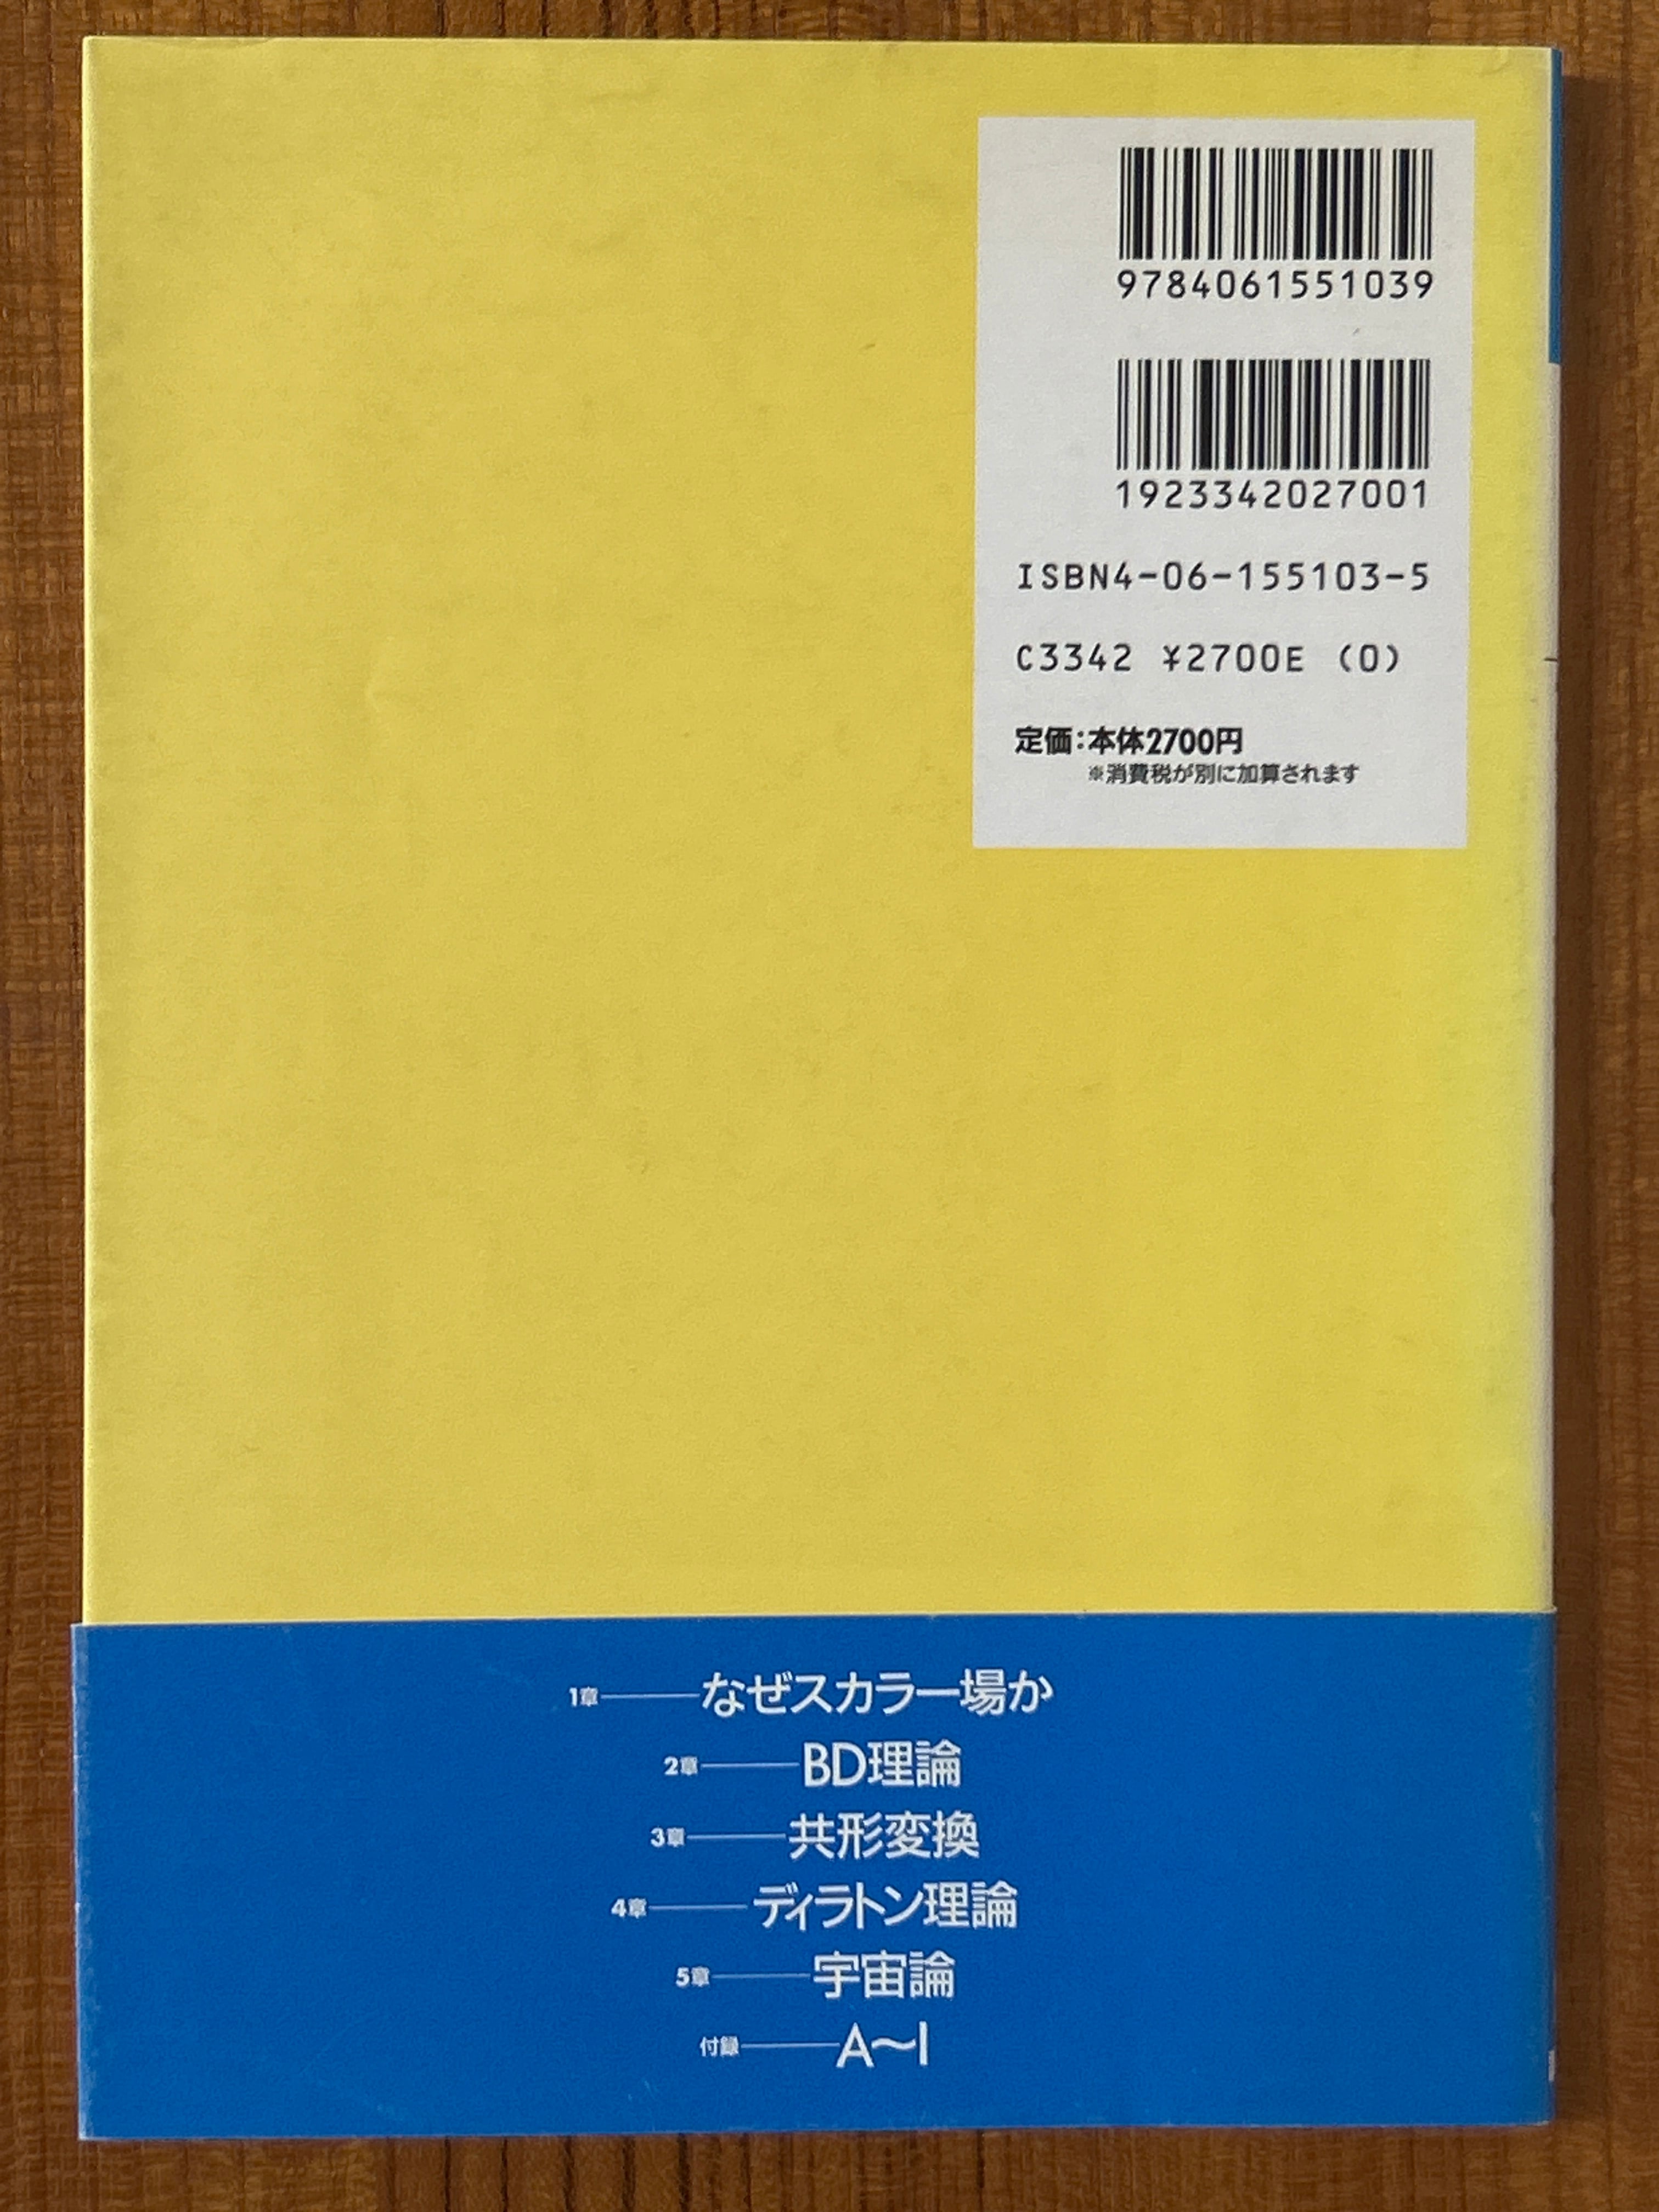 9784061551039
1923342027001
ISBN4-06-155103-5
C3342 ¥2700E (0)
定価:本体2700円
※消費税が別に加算されます
1章――なぜスカラー場か
2章――BD理論
3章――共形変換
4章――ディラトン理論
5章――宇宙論
付録――A〜I